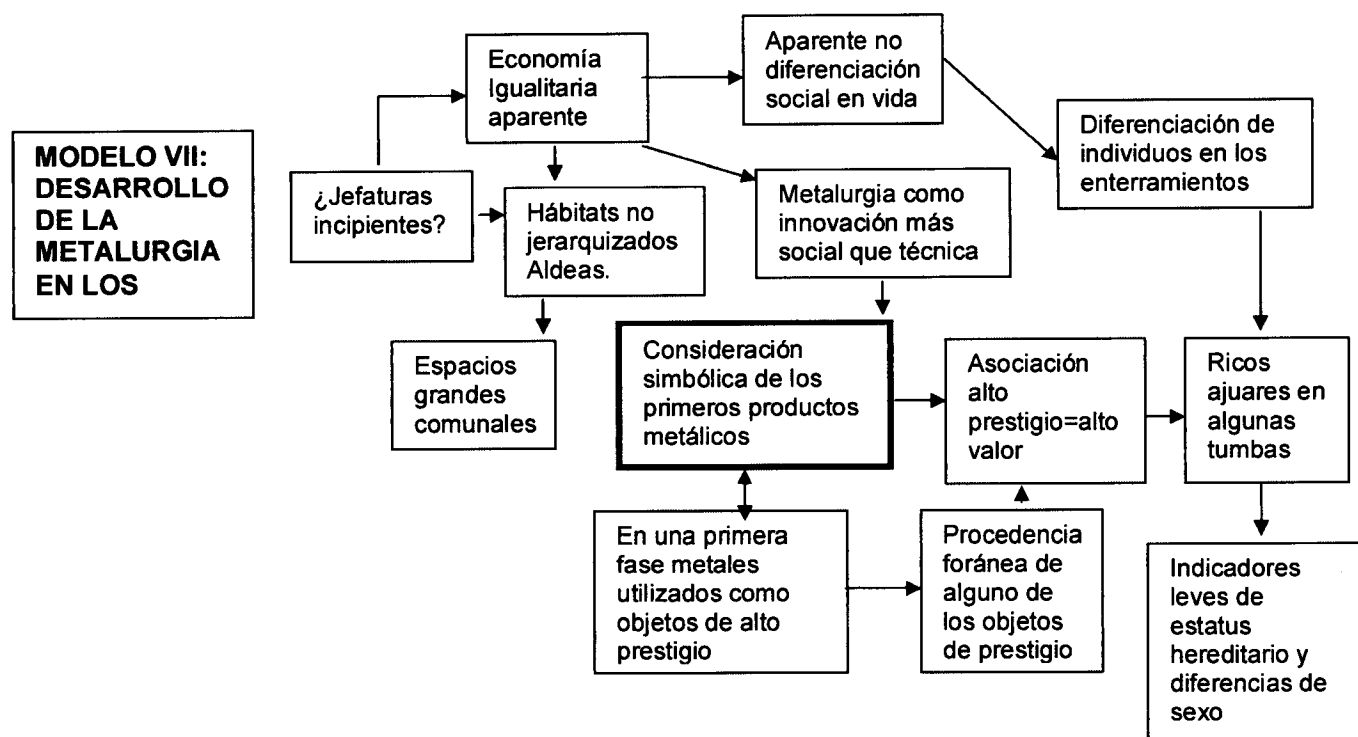 MODELO VII:
DESARROLLO
DE LA
METALURGIA
EN LOS
¿Jefaturas
incipientes?
Economía
Igualitaria
aparente
Aparente no
diferenciación
social en vida
Diferenciación de
individuos en los
enterramientos
Hábitats no
jerarquizados
Aldeas.
Metalurgia como
innovación más
social que técnica
Espacios
grandes
comunales
Consideración
simbólica de los
primeros productos
metálicos
Asociación
alto
prestigio=alto
valor
Ricos
ajuares en
algunas
tumbas
En una primera
fase metales
utilizados como
objetos de alto
prestigio
Procedencia
foránea de
alguno de
los objetos
de prestigio
Indicadores
leves de
estatus
hereditario y
diferencias de
sexo